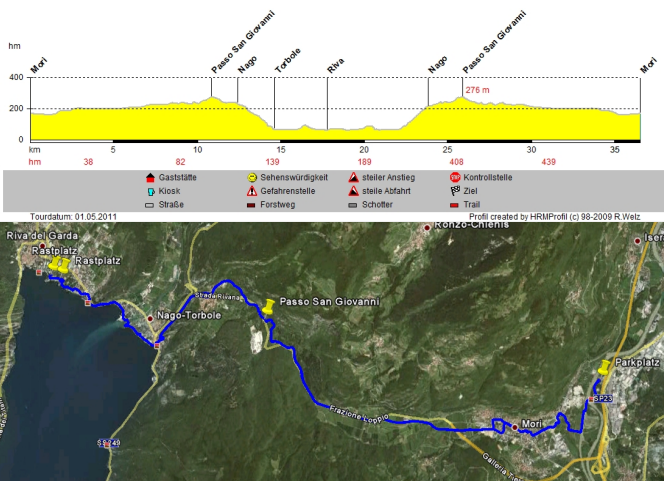 hm
Mori
Passo San Giovanni
Nago
Torbole
Riva
Nago
Passo San Giovanni
Mori
400
276 m
200
0
km 5 10 15 20 25 30 35
hm 38 82 139 189 408 439
Gaststätte Sehenswürdigkeit steiler Anstieg STOP Kontrollstelle
Kiosk Gefahrenstelle steile Abfahrt Ziel
Straße Forstweg Schotter Trail
Tourdatum: 01.05.2011 Profil created by HRMProfil (c) 98-2009 R.Welz
Ronzo-Chienis
Riva del Garda
Iser
Rastplatz
Rastplatz
Strada Rivana
Passo San Giovanni
Nago-Torbole
Parkplatz
SP23
Frazione Loppio
Mori
SS249
Galleria